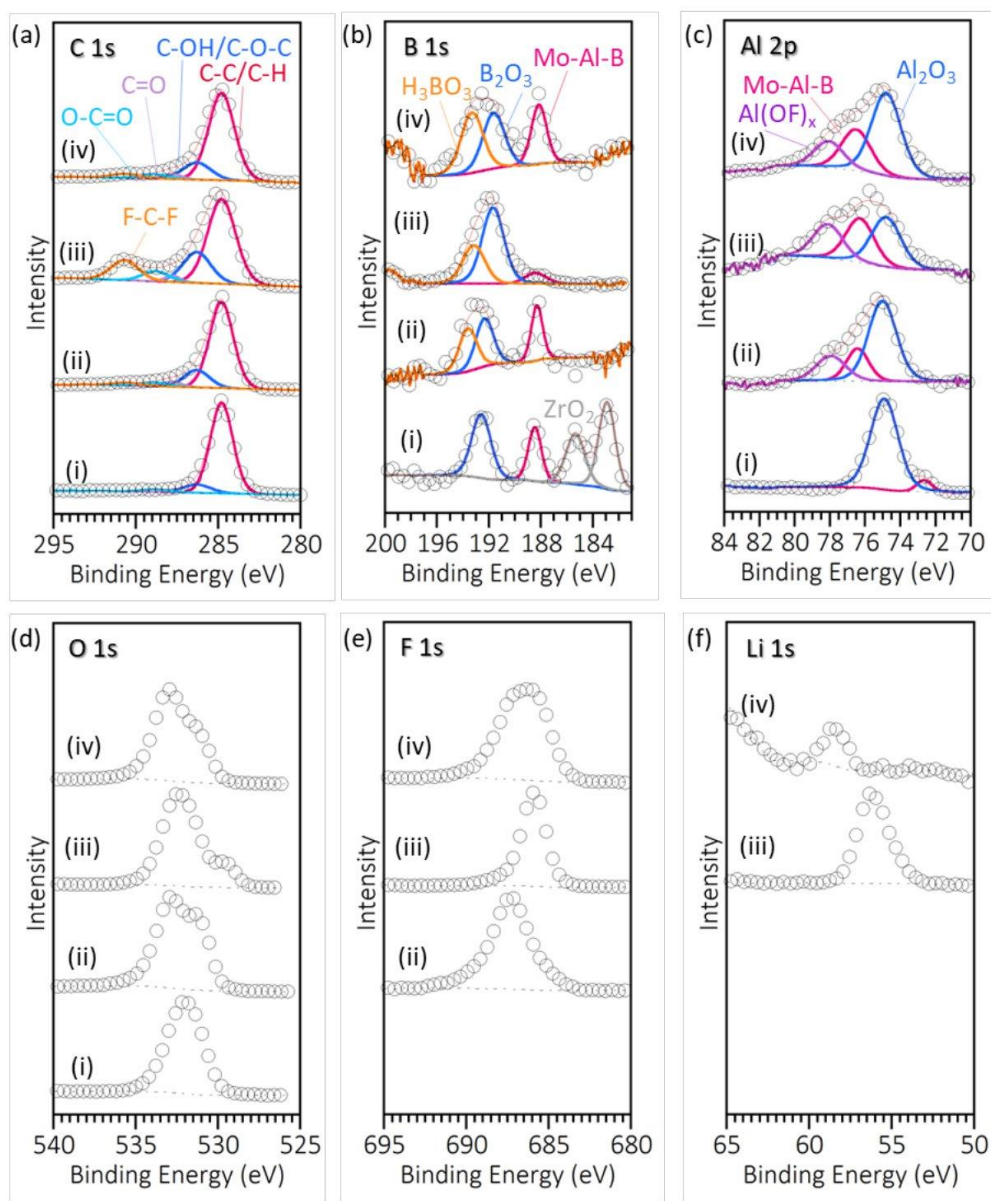 (a) C 1s
C-OH/C-O-C
C=O
C-C/C-H
O-C=O
(iv)
F-C-F
(iii)
(ii)
(i)
Intensity
295 290 285 280
Binding Energy (eV)
(b) B 1s
Mo-Al-B
B₂O₃
H₃BO₃
(iv)
(iii)
(ii)
ZrO₂
(i)
Intensity
200 196 192 188 184
Binding Energy (eV)
(c) Al 2p
Mo-Al-B
Al₂O₃
Al(OF)ₓ
(iv)
(iii)
(ii)
(i)
Intensity
84 82 80 78 76 74 72 70
Binding Energy (eV)
(d) O 1s
(iv)
(iii)
(ii)
(i)
Intensity
540 535 530 525
Binding Energy (eV)
(e) F 1s
(iv)
(iii)
(ii)
Intensity
695 690 685 680
Binding Energy (eV)
(f) Li 1s
(iv)
(iii)
Intensity
65 60 55 50
Binding Energy (eV)